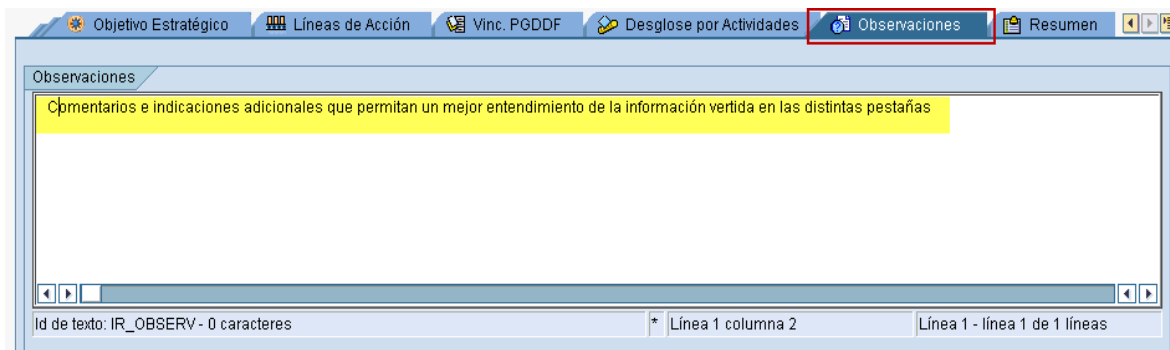 Objetivo Estratégico Líneas de Acción Vinc. PGDDF Desglose por Actividades Observaciones Resumen
Observaciones
Comentarios e indicaciones adicionales que permitan un mejor entendimiento de la información vertida en las distintas pestañas
Id de texto: IR_OBSERV - 0 caracteres * Línea 1 columna 2 Línea 1 - línea 1 de 1 líneas